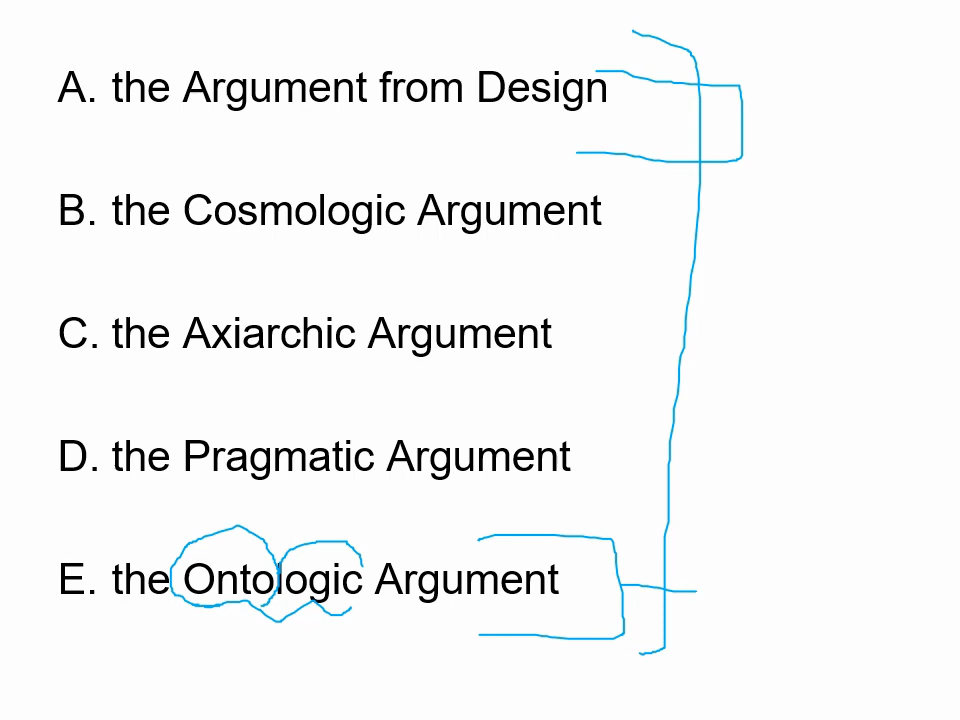 A. the Argument from Design
B. the Cosmologic Argument
C. the Axiarchic Argument
D. the Pragmatic Argument
E. the Ontologic Argument